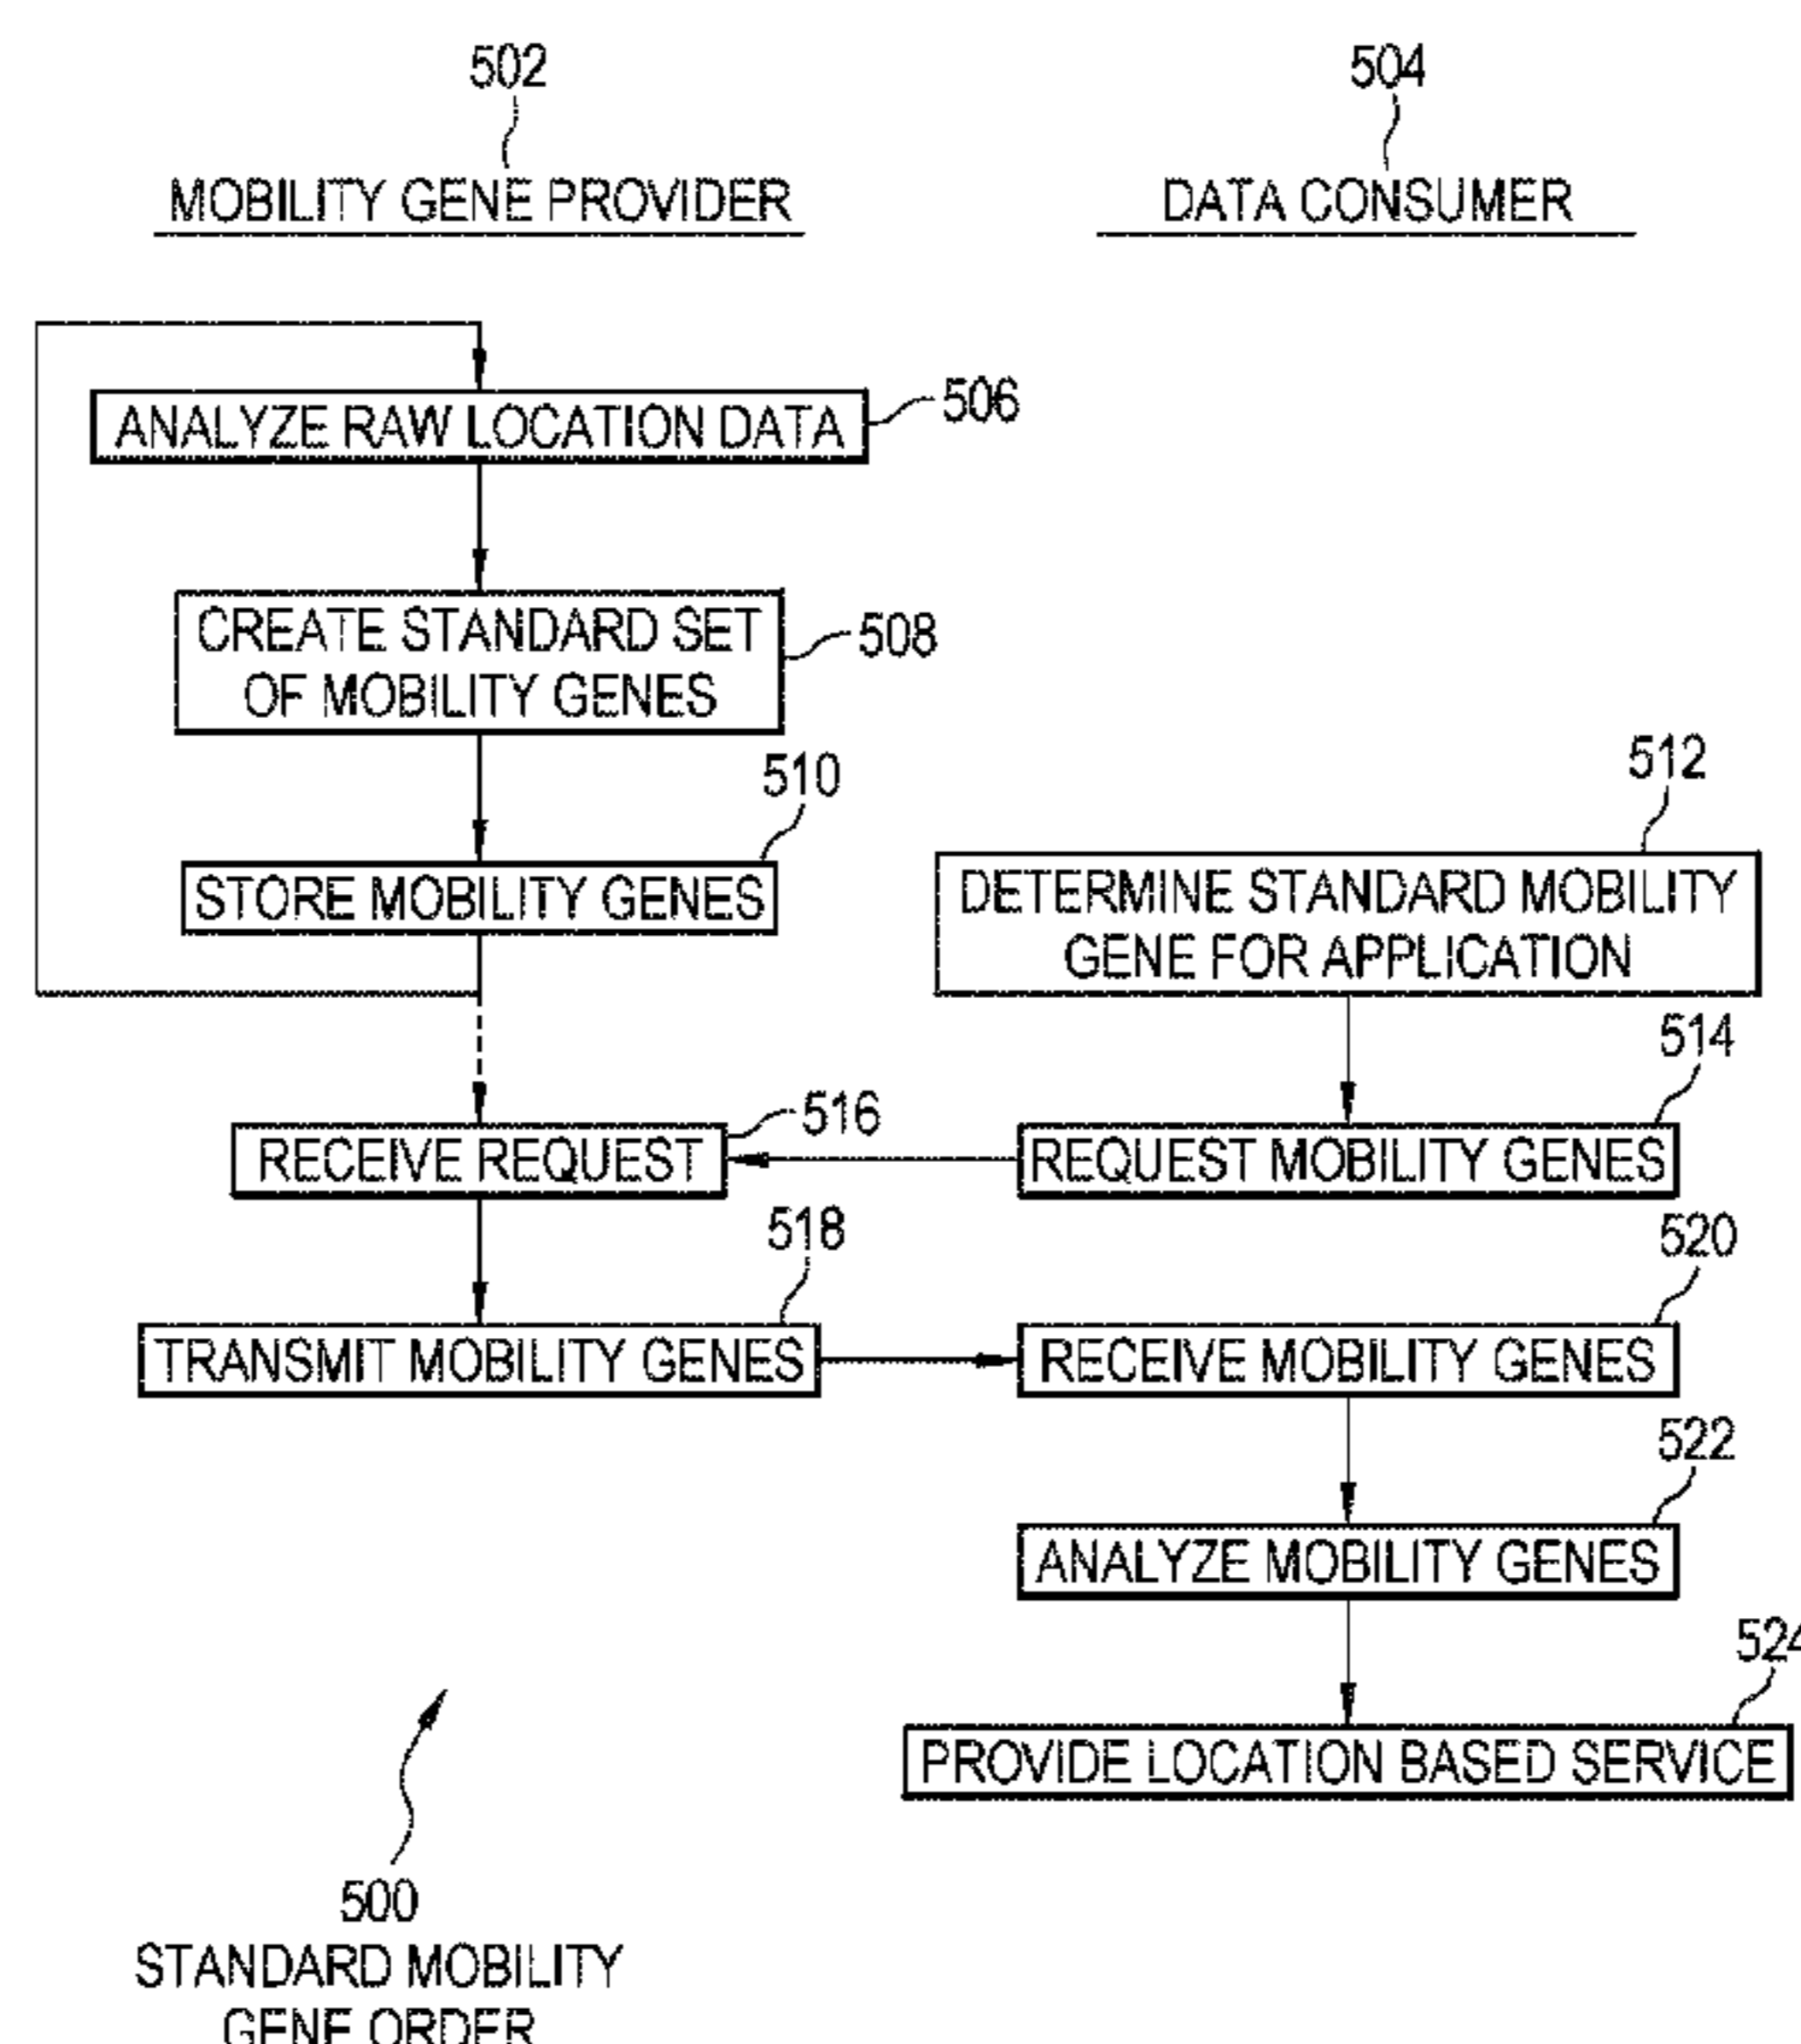 502
504
MOBILITY GENE PROVIDER
DATA CONSUMER
ANALYZE RAW LOCATION DATA
506
CREATE STANDARD SET
OF MOBILITY GENES
508
510
STORE MOBILITY GENES
512
DETERMINE STANDARD MOBILITY
GENE FOR APPLICATION
514
RECEIVE REQUEST
516
REQUEST MOBILITY GENES
518
520
TRANSMIT MOBILITY GENES
RECEIVE MOBILITY GENES
522
ANALYZE MOBILITY GENES
524
PROVIDE LOCATION BASED SERVICE
500
STANDARD MOBILITY
GENE ORDER